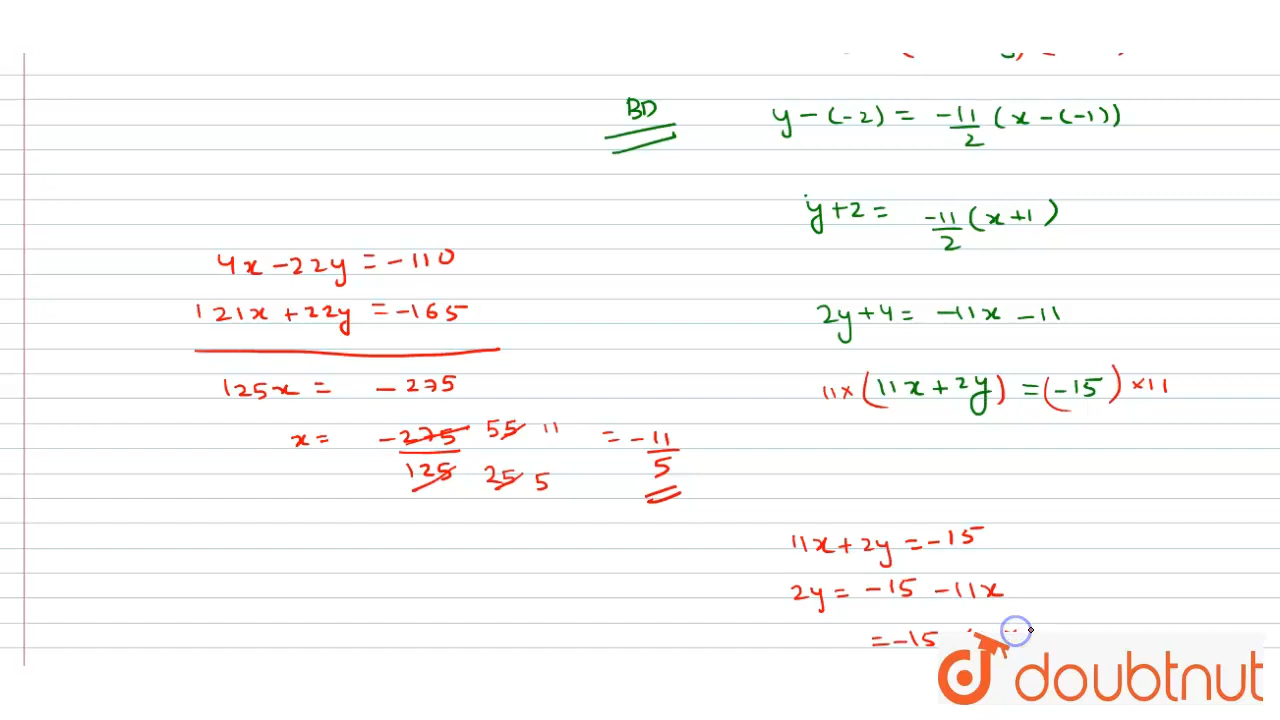 BD
y - (-2) = -11/2 (x - (-1))
y + 2 = -11/2 (x + 1)
4x - 22y = -110
121x + 22y = -165
125x = -275
x = -275/125 55 11 25 5 = -11/5
2y + 4 = -11x - 11
11 × (11x + 2y) = (-15) × 11
11x + 2y = -15
2y = -15 - 11x
= -15
doubtnut